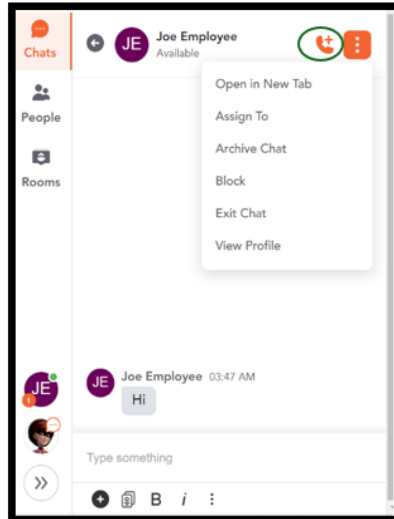 Chats
People
Rooms
JE
1
JE
Joe Employee
Available
Open in New Tab
Assign To
Archive Chat
Block
Exit Chat
View Profile
JE
Joe Employee 03:47 AM
Hi
Type something
B i